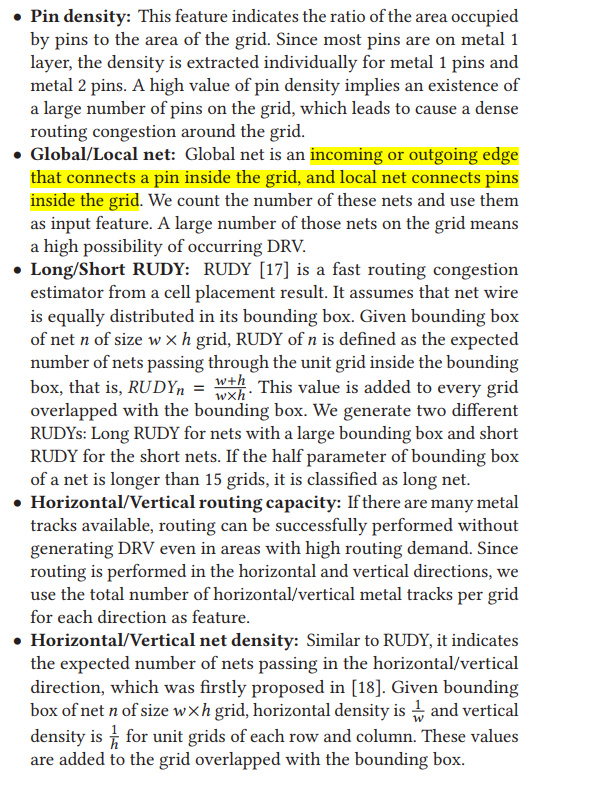 • Pin density: This feature indicates the ratio of the area occupied
by pins to the area of the grid. Since most pins are on metal 1
layer, the density is extracted individually for metal 1 pins and
metal 2 pins. A high value of pin density implies an existence of
a large number of pins on the grid, which leads to cause a dense
routing congestion around the grid.
• Global/Local net: Global net is an incoming or outgoing edge
that connects a pin inside the grid, and local net connects pins
inside the grid. We count the number of these nets and use them
as input feature. A large number of those nets on the grid means
a high possibility of occurring DRV.
• Long/Short RUDY: RUDY [17] is a fast routing congestion
estimator from a cell placement result. It assumes that net wire
is equally distributed in its bounding box. Given bounding box
of net n of size w × h grid, RUDY of n is defined as the expected
number of nets passing through the unit grid inside the bounding
box, that is, RUDYₙ = (w+h)/(w×h). This value is added to every grid
overlapped with the bounding box. We generate two different
RUDYs: Long RUDY for nets with a large bounding box and short
RUDY for the short nets. If the half parameter of bounding box
of a net is longer than 15 grids, it is classified as long net.
• Horizontal/Vertical routing capacity: If there are many metal
tracks available, routing can be successfully performed without
generating DRV even in areas with high routing demand. Since
routing is performed in the horizontal and vertical directions, we
use the total number of horizontal/vertical metal tracks per grid
for each direction as feature.
• Horizontal/Vertical net density: Similar to RUDY, it indicates
the expected number of nets passing in the horizontal/vertical
direction, which was firstly proposed in [18]. Given bounding
box of net n of size w×h grid, horizontal density is 1/w and vertical
density is 1/h for unit grids of each row and column. These values
are added to the grid overlapped with the bounding box.